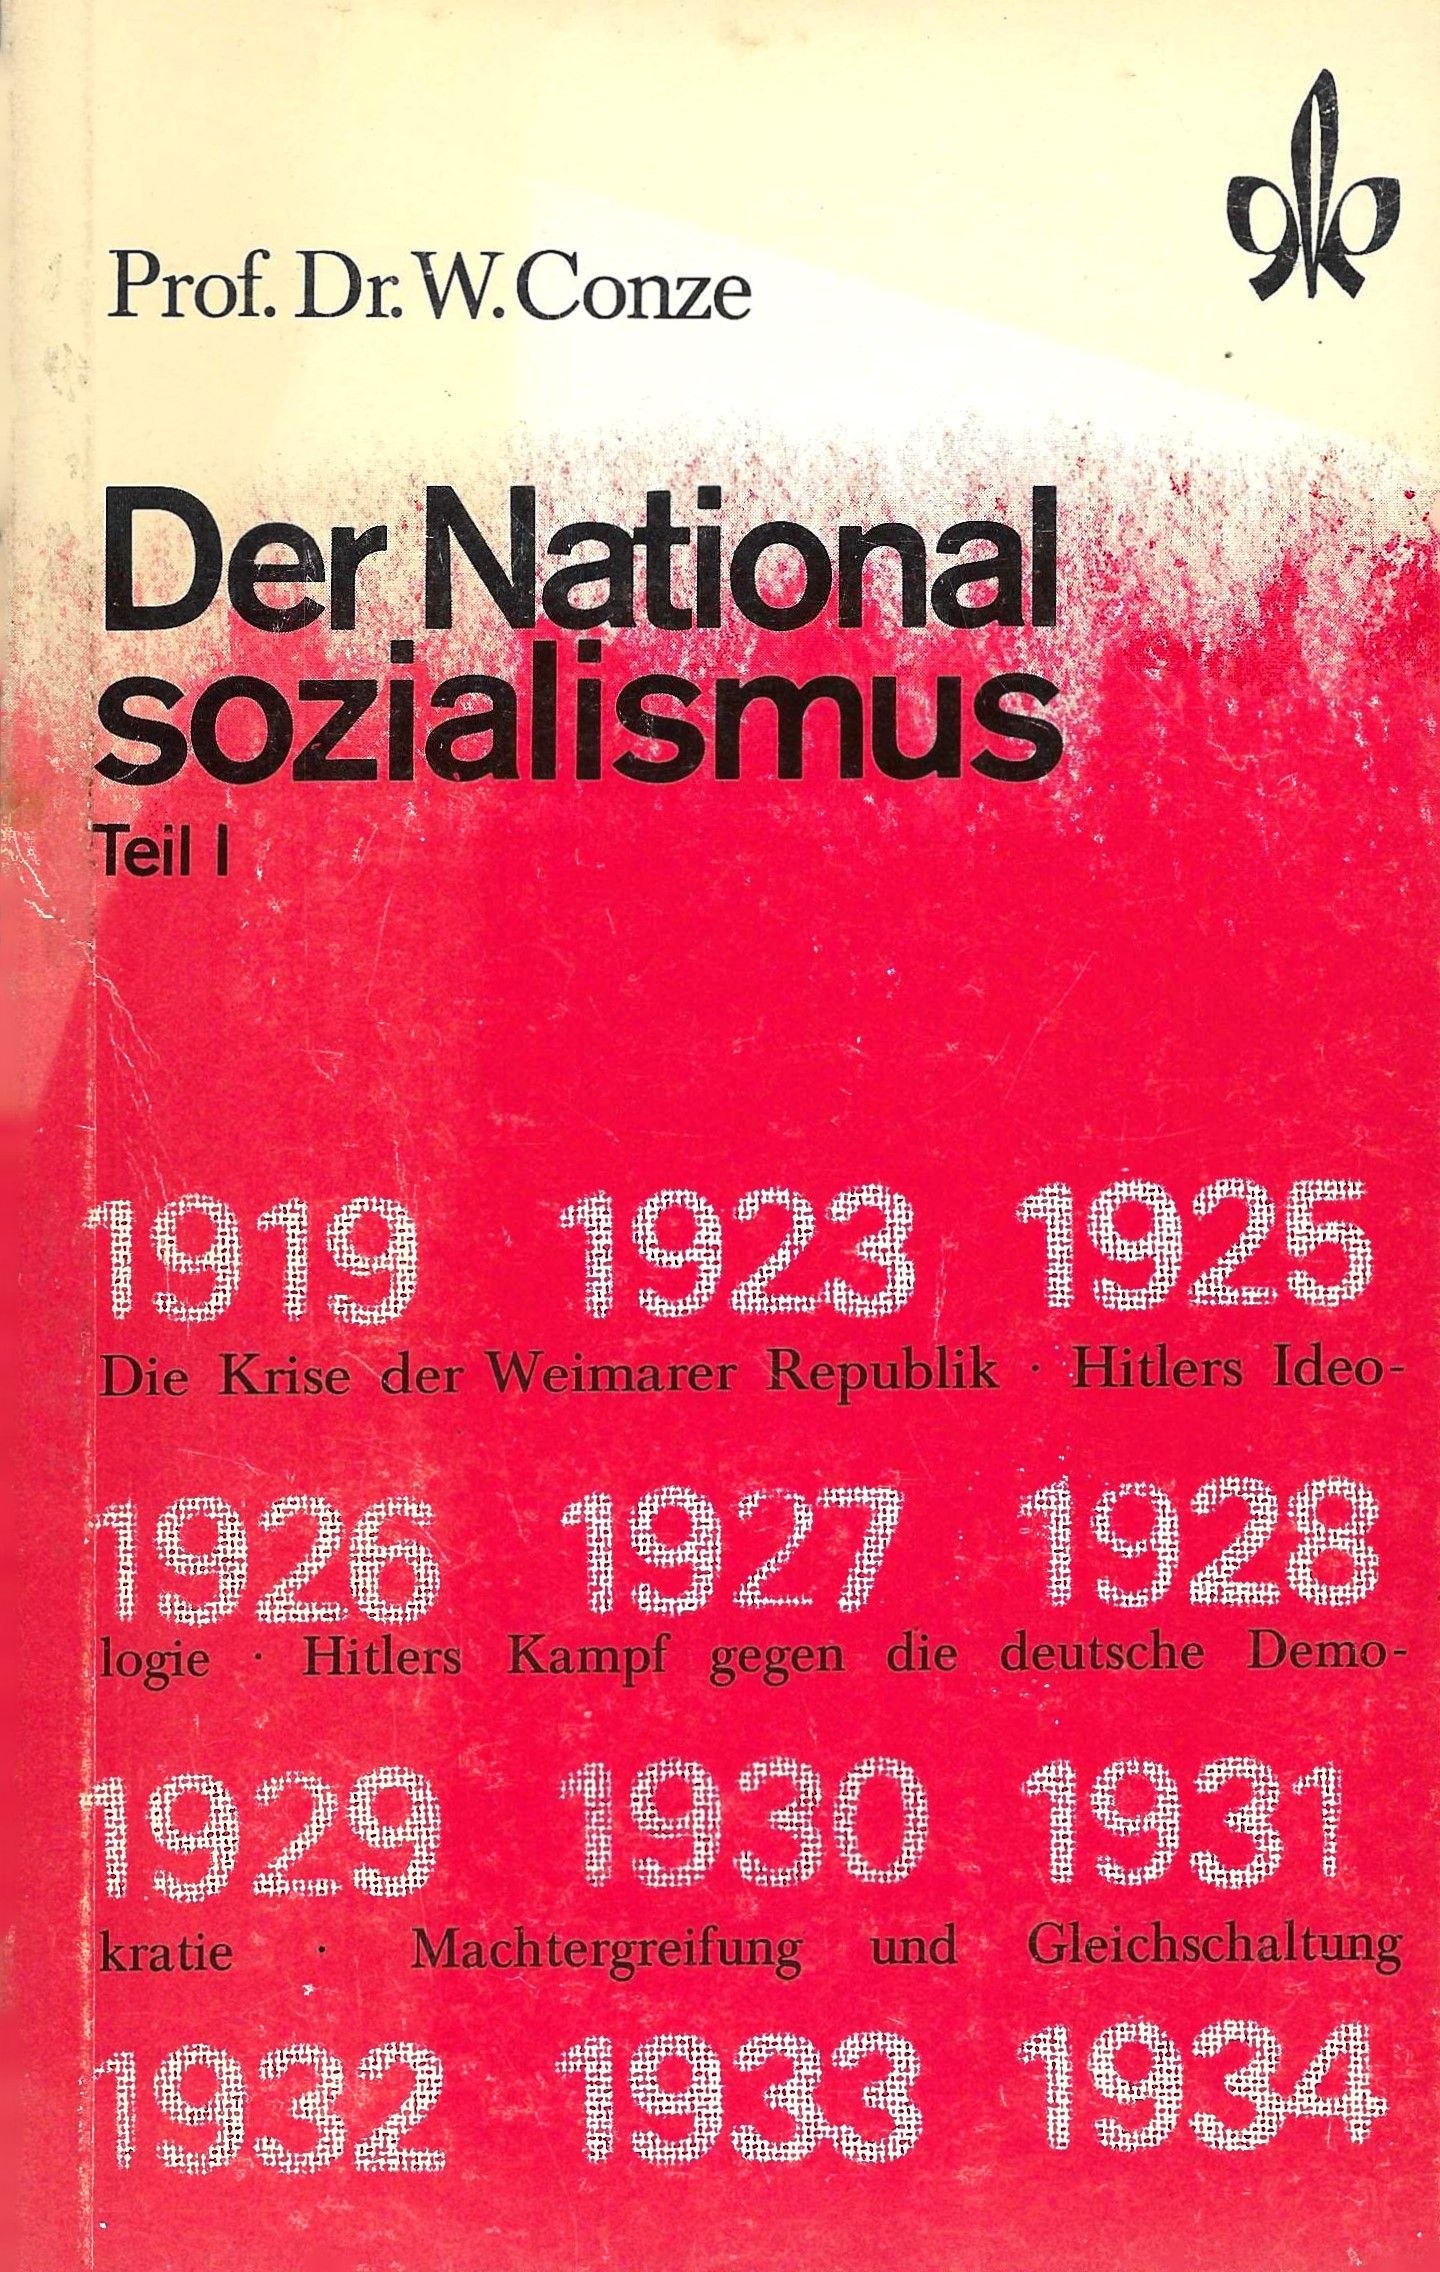 Prof. Dr. W. Conze
Der National
sozialismus
Teil I
1919 1923 1925
Die Krise der Weimarer Republik · Hitlers Ideo-
1926 1927 1928
logie · Hitlers Kampf gegen die deutsche Demo-
1929 1930 1931
kratie · Machtergreifung und Gleichschaltung
1932 1933 1934